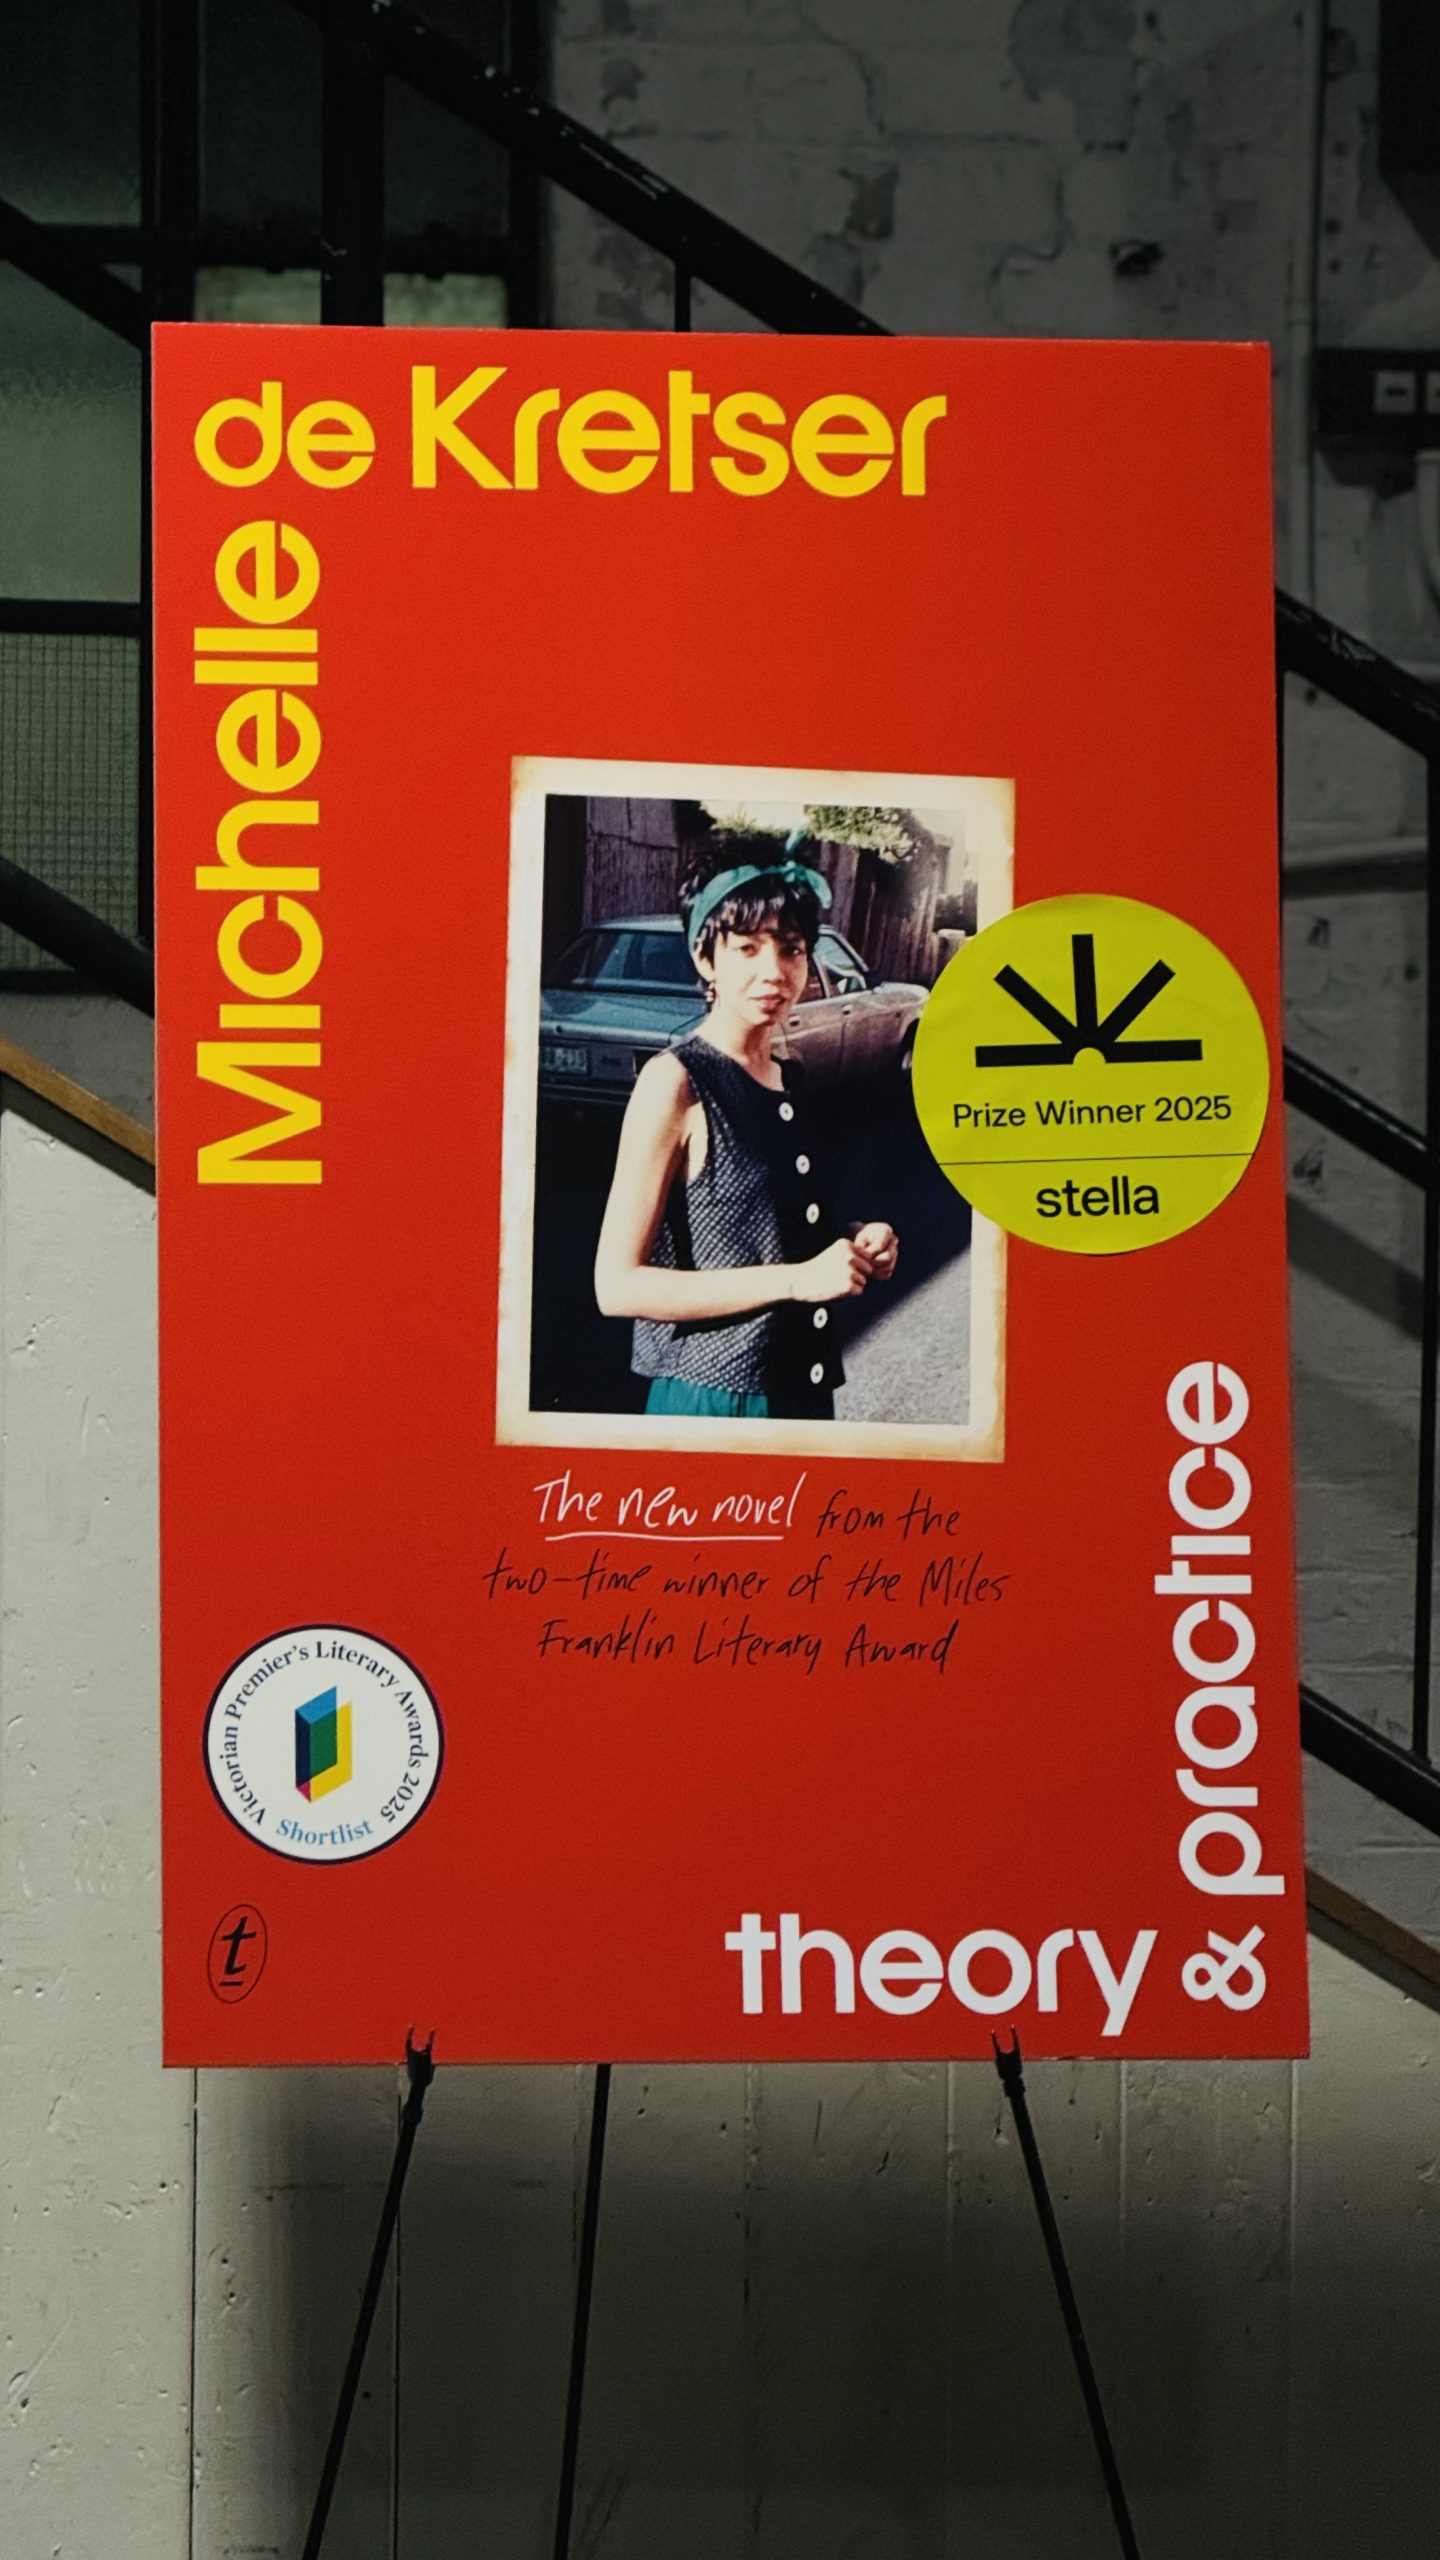 Michelle
de Kretser
Prize Winner 2025
stella
The new novel from the
two-time winner of the Miles
Franklin Literary Award
Victorian Premier's Literary Awards 2025
Shortlist
t
theory
& practice